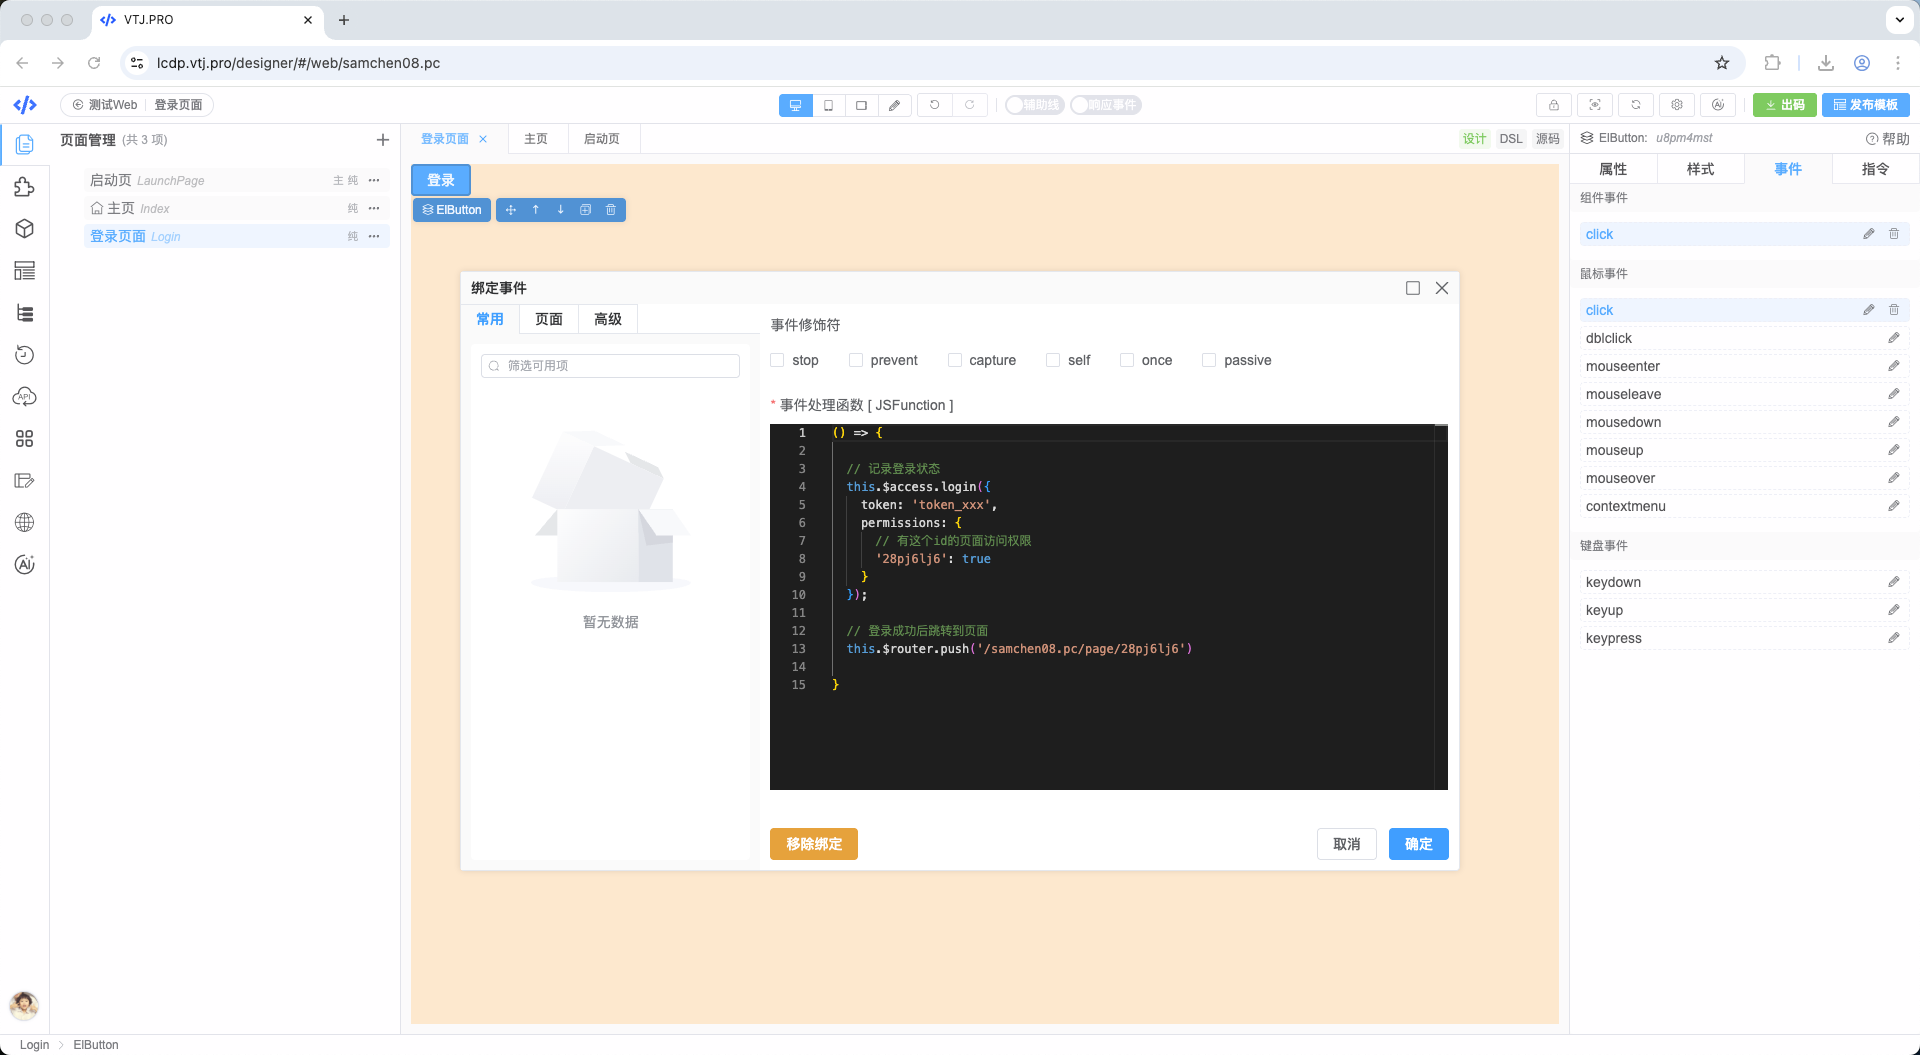 VTJ.PRO
lcdp.vtj.pro/designer/#/web/samchen08.pc
测试Web 登录页面
辅助线 响应事件
出码 发布模板
页面管理 (共 3 项)
启动页 LaunchPage 主 纯
主页 Index 纯
登录页面 Login 纯
登录页面 主页 启动页
设计 DSL 源码
登录
ElButton
绑定事件
常用 页面 高级
筛选可用项
暂无数据
事件修饰符
stop prevent capture self once passive
* 事件处理函数 [ JSFunction ]
1 () => {
2
3 // 记录登录状态
4 this.$access.login({
5 token: 'token_xxx',
6 permissions: {
7 // 有这个id的页面访问权限
8 '28pj6lj6': true
9 }
10 });
11
12 // 登录成功后跳转到页面
13 this.$router.push('/samchen08.pc/page/28pj6lj6')
14
15 }
移除绑定 取消 确定
ElButton: u8pm4mst 帮助
属性 样式 事件 指令
组件事件
click
鼠标事件
click
dblclick
mouseenter
mouseleave
mousedown
mouseup
mouseover
contextmenu
键盘事件
keydown
keyup
keypress
API
Ai
Login > ElButton